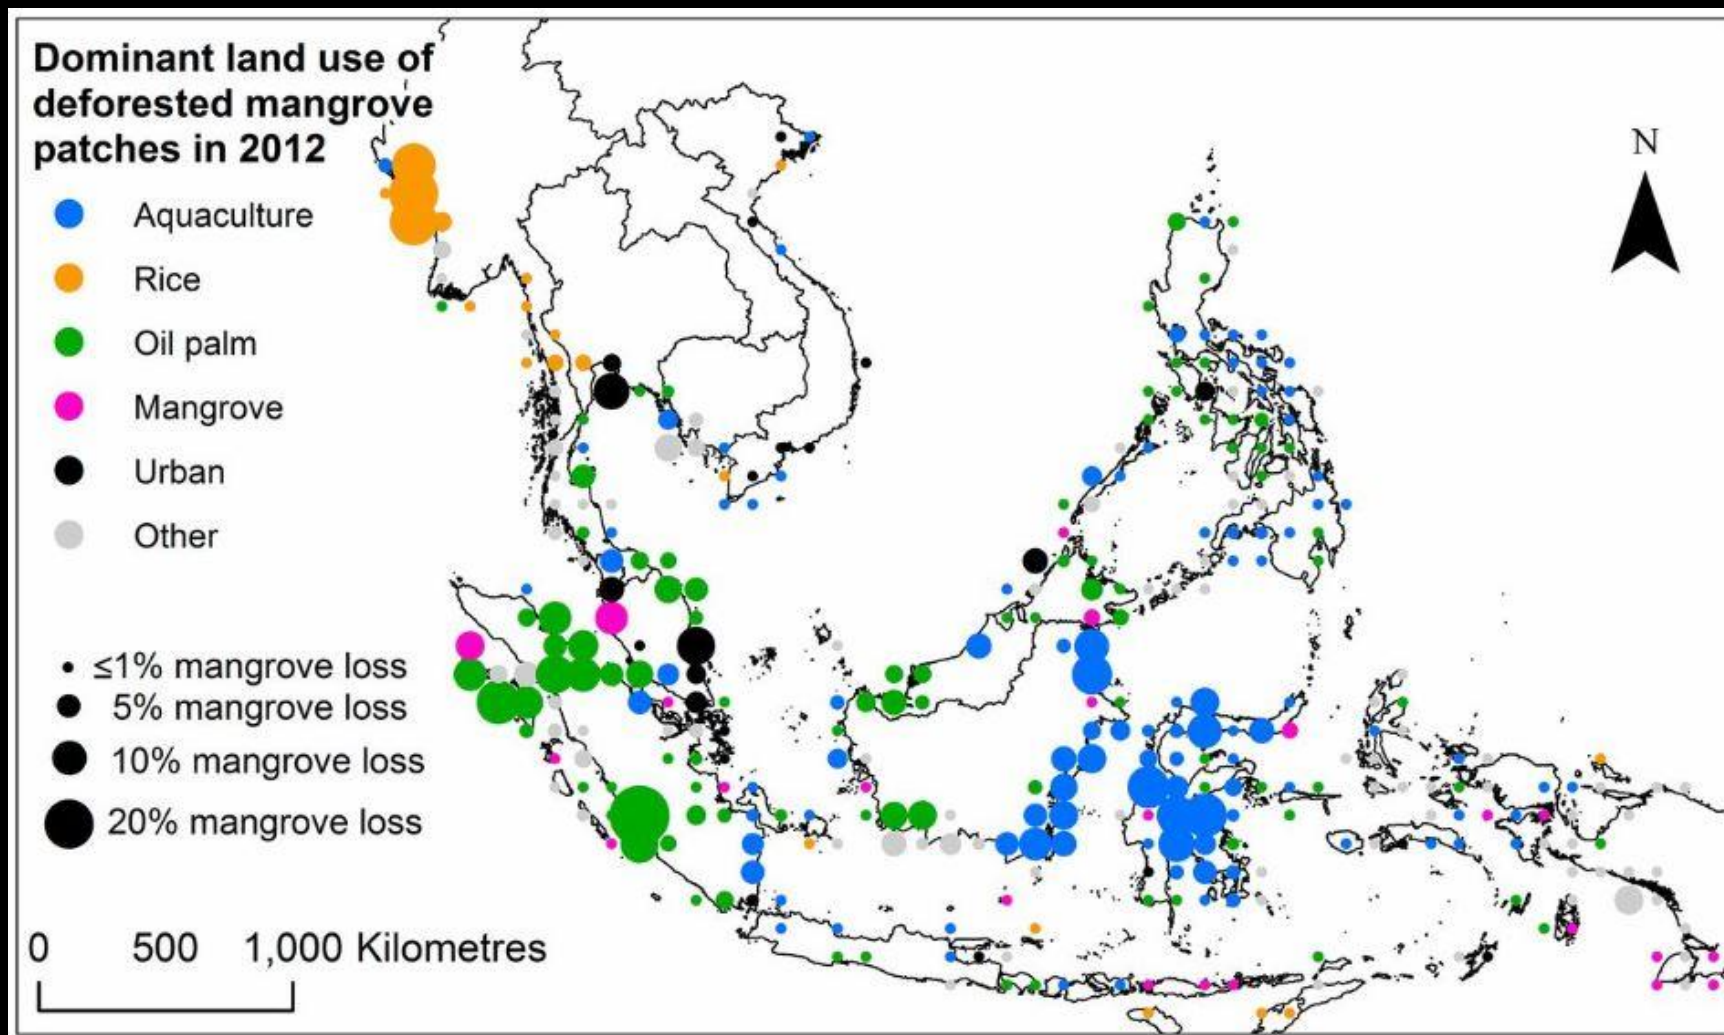 Dominant land use of
deforested mangrove
patches in 2012
Aquaculture
Rice
Oil palm
Mangrove
Urban
Other
≤1% mangrove loss
5% mangrove loss
10% mangrove loss
20% mangrove loss
0 500 1,000 Kilometres
N